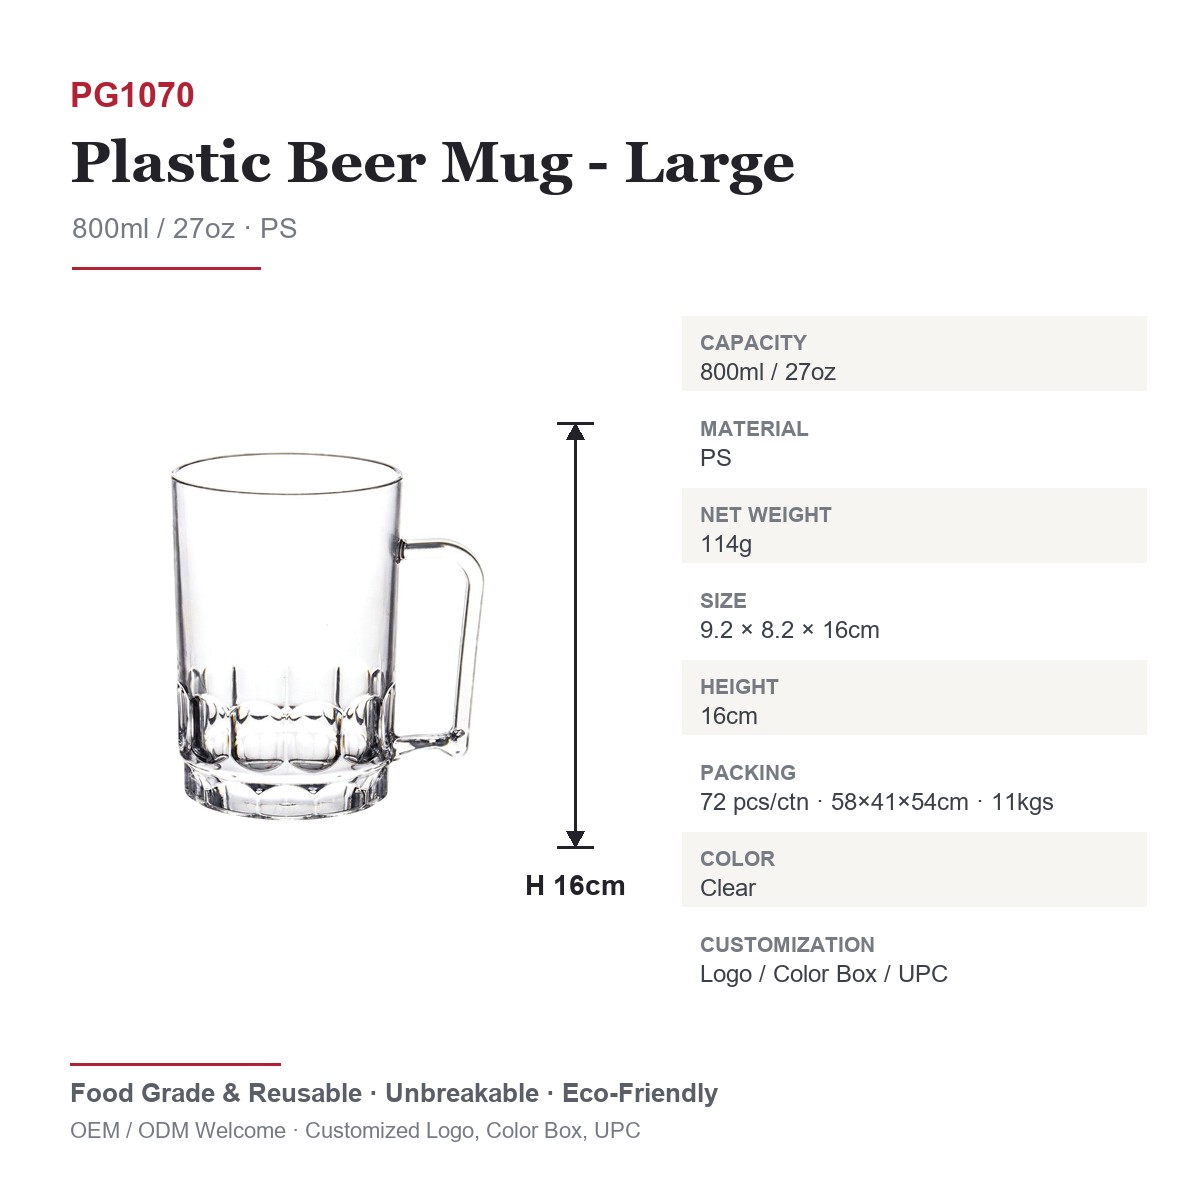 PG1070
Plastic Beer Mug - Large
800ml / 27oz · PS
CAPACITY
800ml / 27oz
MATERIAL
PS
NET WEIGHT
114g
SIZE
9.2 × 8.2 × 16cm
HEIGHT
16cm
PACKING
72 pcs/ctn · 58×41×54cm · 11kgs
COLOR
Clear
CUSTOMIZATION
Logo / Color Box / UPC
H 16cm
Food Grade & Reusable · Unbreakable · Eco-Friendly
OEM / ODM Welcome · Customized Logo, Color Box, UPC